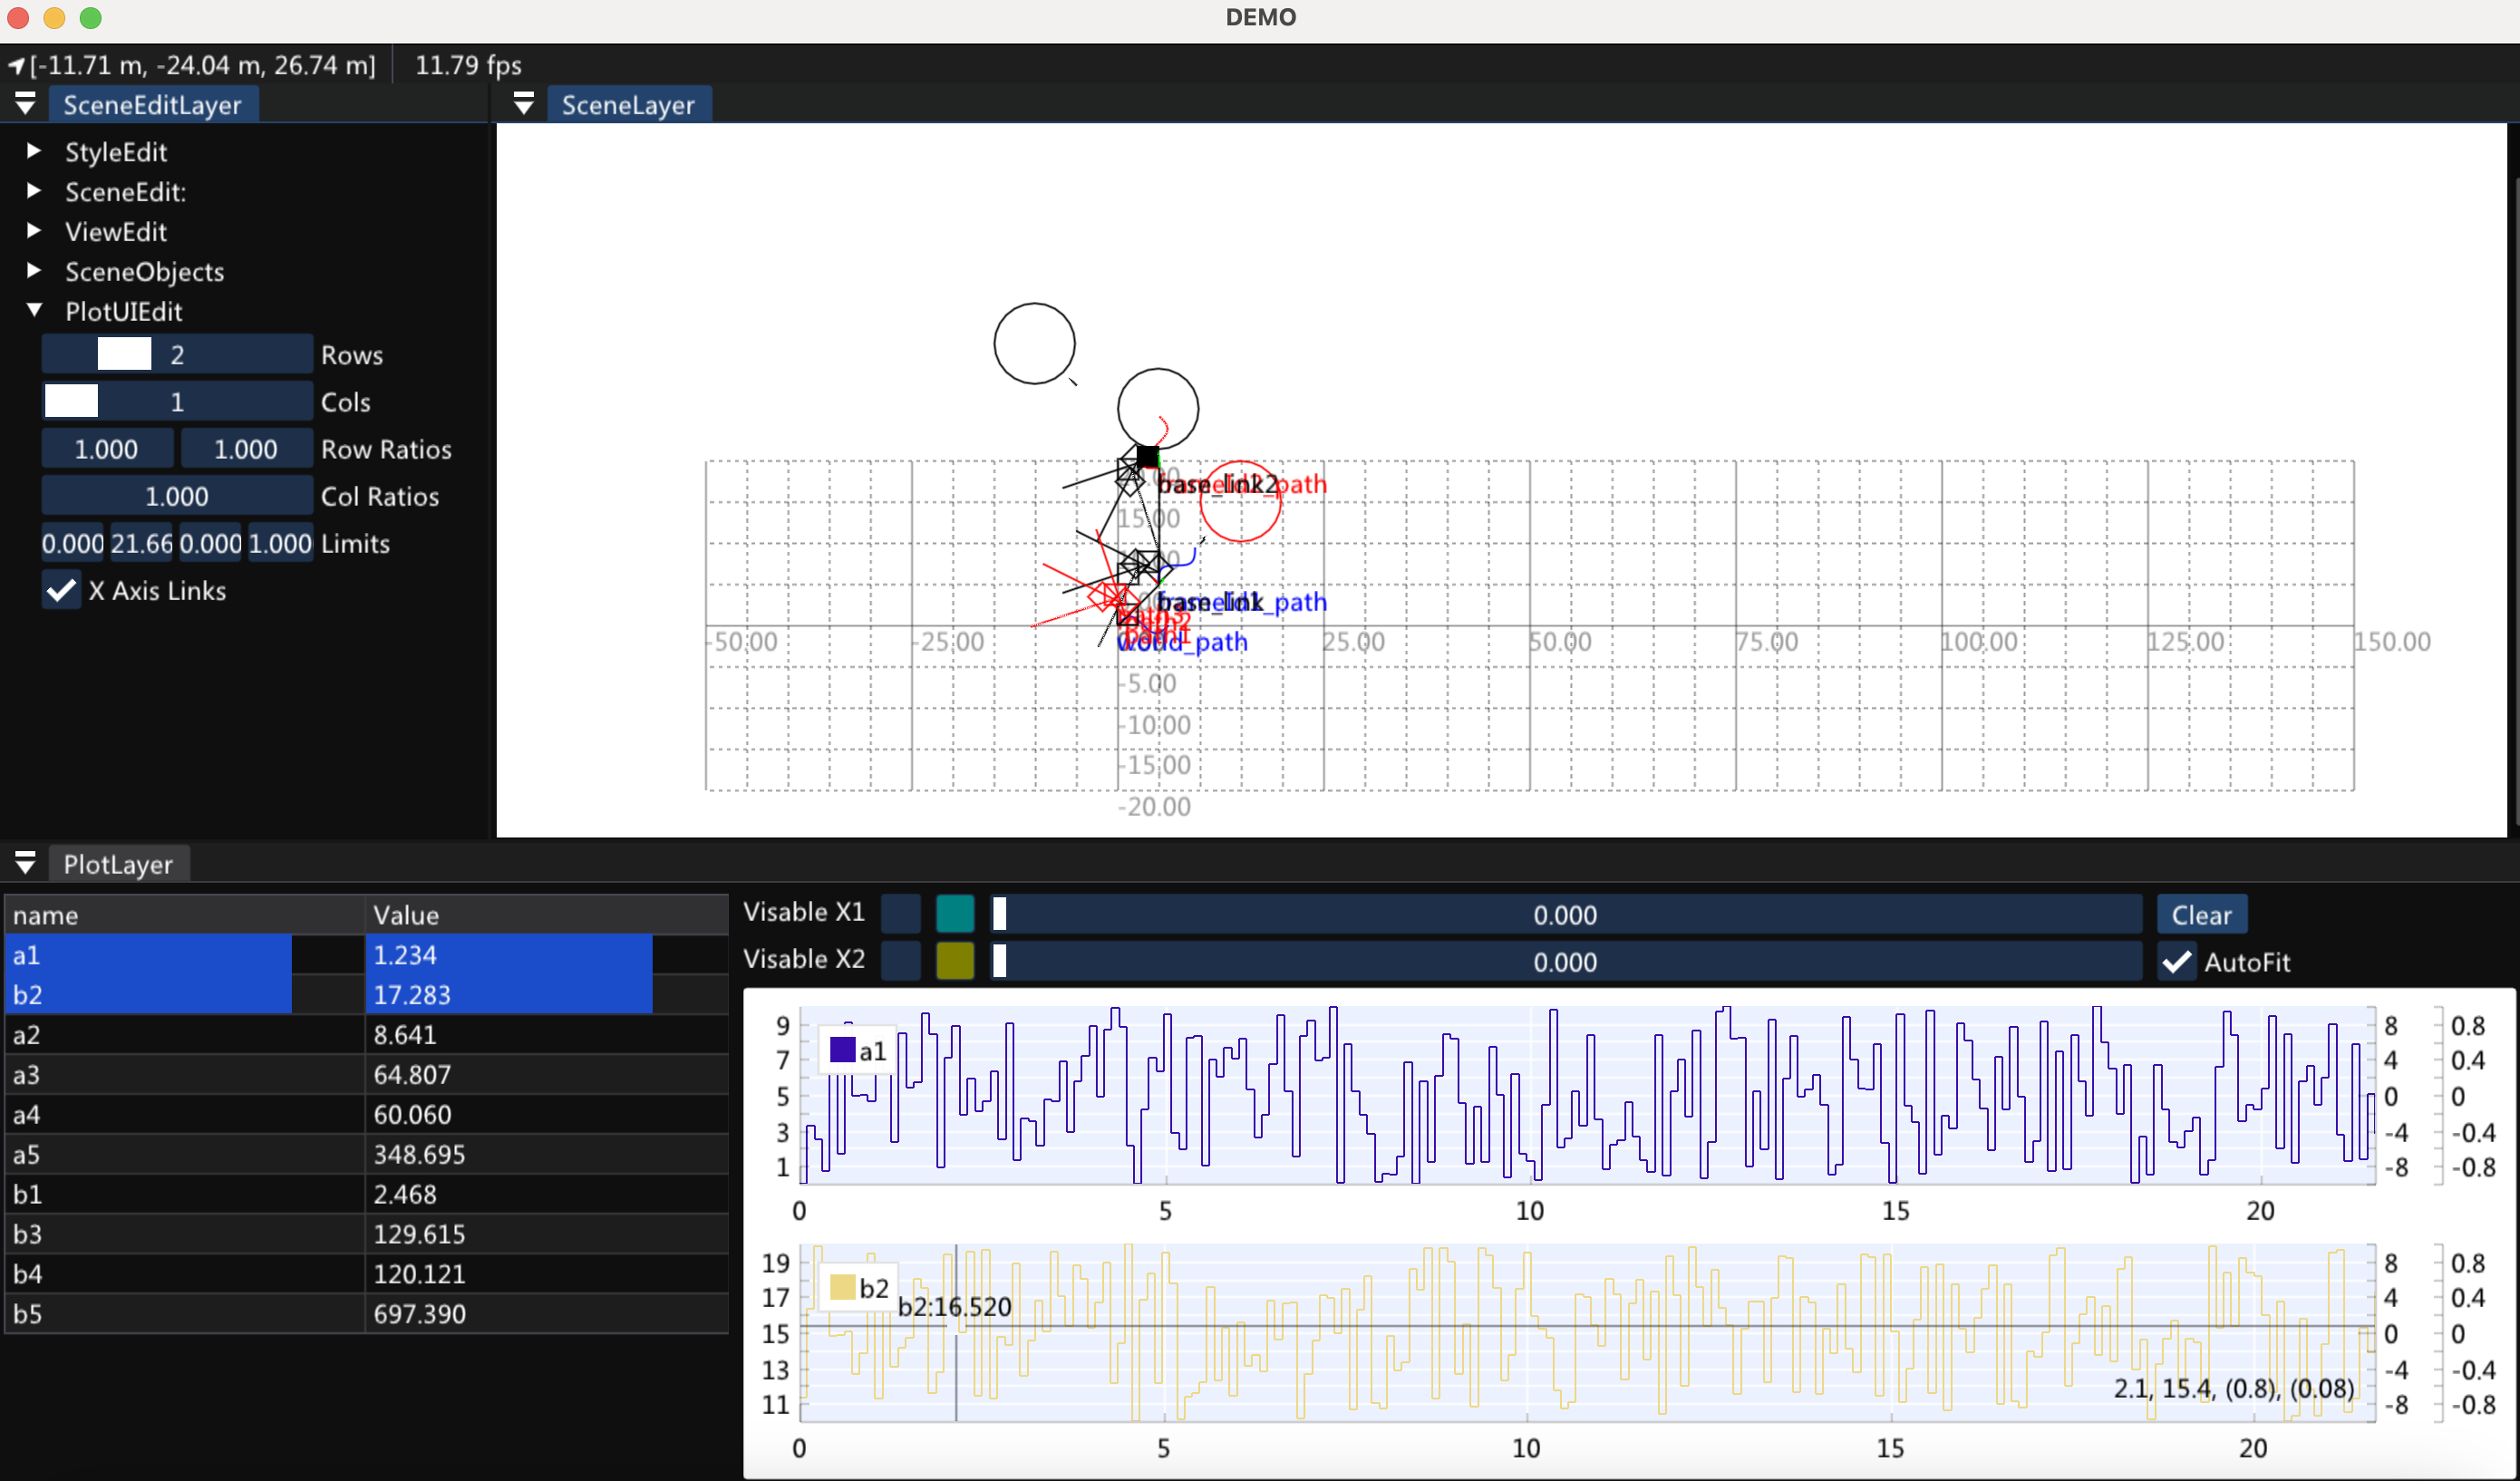 DEMO
[-11.71 m, -24.04 m, 26.74 m] 11.79 fps
SceneEditLayer
StyleEdit
SceneEdit:
ViewEdit
SceneObjects
PlotUIEdit
2 Rows
1 Cols
1.000 1.000 Row Ratios
1.000 Col Ratios
0.000 21.66 0.000 1.000 Limits
X Axis Links
SceneLayer
base_link2
15.00
base_link
world_path
-50.00 -25.00 25.00 50.00 75.00 100.00 125.00 150.00
-5.00
-10.00
-15.00
-20.00
PlotLayer
name Value
a1 1.234
b2 17.283
a2 8.641
a3 64.807
a4 60.060
a5 348.695
b1 2.468
b3 129.615
b4 120.121
b5 697.390
Visable X1 0.000 Clear
Visable X2 0.000 AutoFit
a1
9 8 0.8
7 4 0.4
5 0 0
3 -4 -0.4
1 -8 -0.8
0 5 10 15 20
b2
b2:16.520
19 8 0.8
17 4 0.4
15 0 0
13 -4 -0.4
11 -8 -0.8
2.1, 15.4, (0.8), (0.08)
0 5 10 15 20